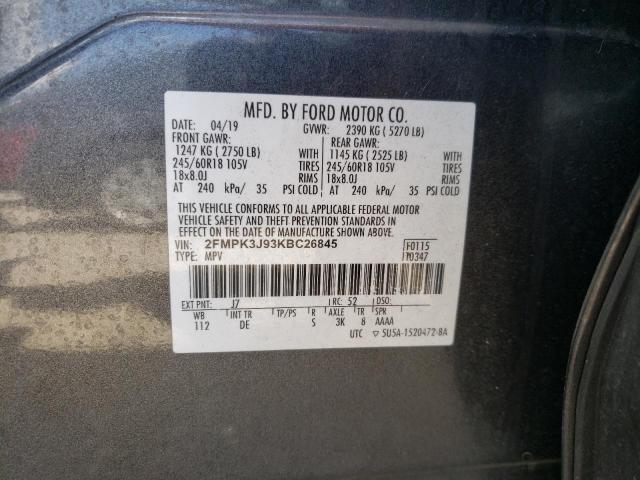 MFD. BY FORD MOTOR CO.
DATE: 04/19 GVWR: 2390 KG ( 5270 LB)
FRONT GAWR: REAR GAWR:
1247 KG ( 2750 LB) WITH 1145 KG ( 2525 LB) WITH
245/60R18 105V TIRES 245/60R18 105V TIRES
18x8.0J RIMS 18x8.0J RIMS
AT 240 kPa/ 35 PSI COLD AT 240 kPa/ 35 PSI COLD
THIS VEHICLE CONFORMS TO ALL APPLICABLE FEDERAL MOTOR
VEHICLE SAFETY AND THEFT PREVENTION STANDARDS IN EFFECT
ON THE DATE OF MANUFACTURE SHOWN ABOVE.
VIN: 2FMPK3J93KBC26845 F0115
TYPE: MPV T0347
EXT PNT: J7 RC: 52 DSO:
WB INT TR TP/PS R AXLE TR SPR
112 DE S 3K 8 AAAA
UTC ▽ 5U5A-1520472-BA